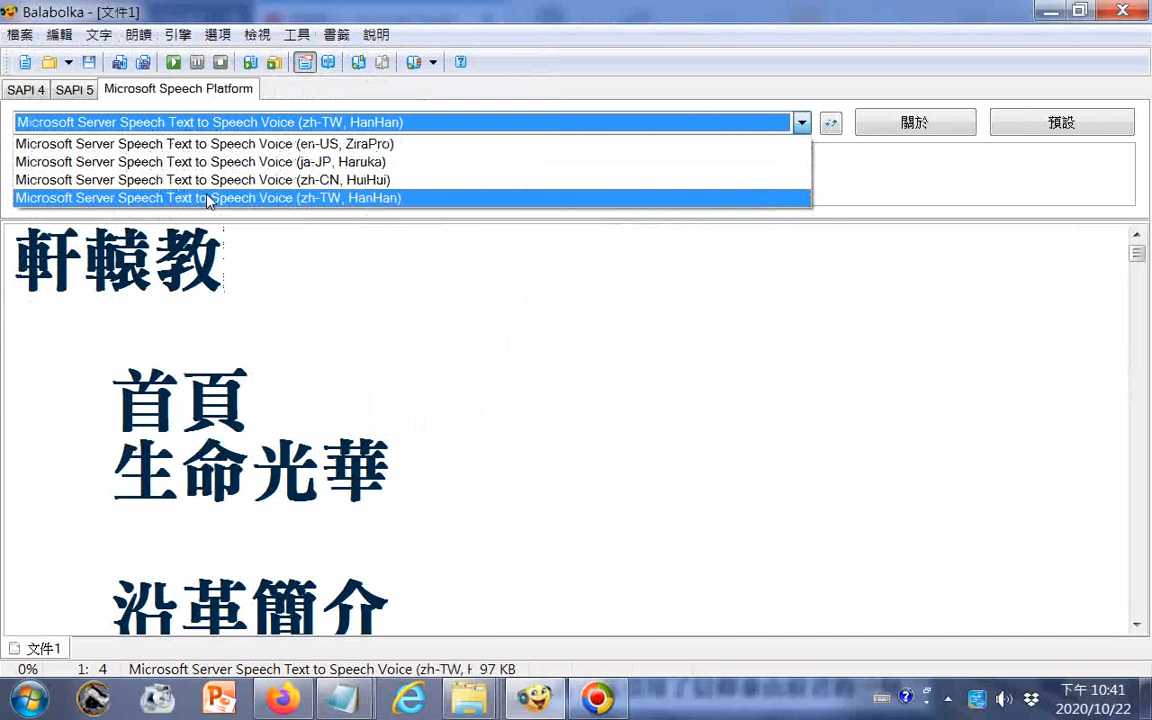 Balabolka - [文件1]
檔案 編輯 文字 朗讀 引擎 選項 檢視 工具 書籤 說明
SAPI 4 SAPI 5 Microsoft Speech Platform
Microsoft Server Speech Text to Speech Voice (zh-TW, HanHan) 關於 預設
Microsoft Server Speech Text to Speech Voice (en-US, ZiraPro)
Microsoft Server Speech Text to Speech Voice (ja-JP, Haruka)
Microsoft Server Speech Text to Speech Voice (zh-CN, HuiHui)
Microsoft Server Speech Text to Speech Voice (zh-TW, HanHan)
軒轅教
首頁
生命光華
沿革簡介
文件1
0% 1: 4 Microsoft Server Speech Text to Speech Voice (zh-TW, 97 KB
下午 10:41
2020/10/22